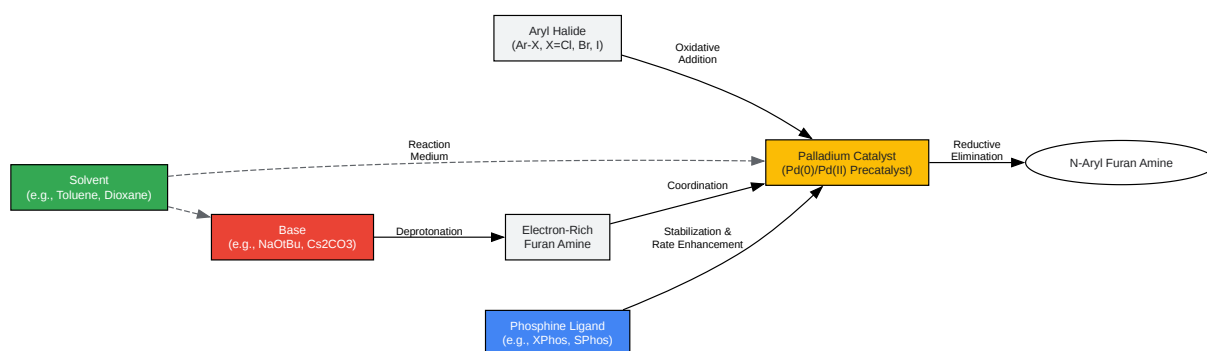 Aryl Halide
(Ar-X, X=Cl, Br, I)
Oxidative
Addition
Reaction
Medium
Solvent
(e.g., Toluene, Dioxane)
Palladium Catalyst
(Pd(0)/Pd(II) Precatalyst)
Reductive
Elimination
N-Aryl Furan Amine
Coordination
Base
(e.g., NaOtBu, Cs2CO3)
Deprotonation
Electron-Rich
Furan Amine
Stabilization &
Rate Enhancement
Phosphine Ligand
(e.g., XPhos, SPhos)